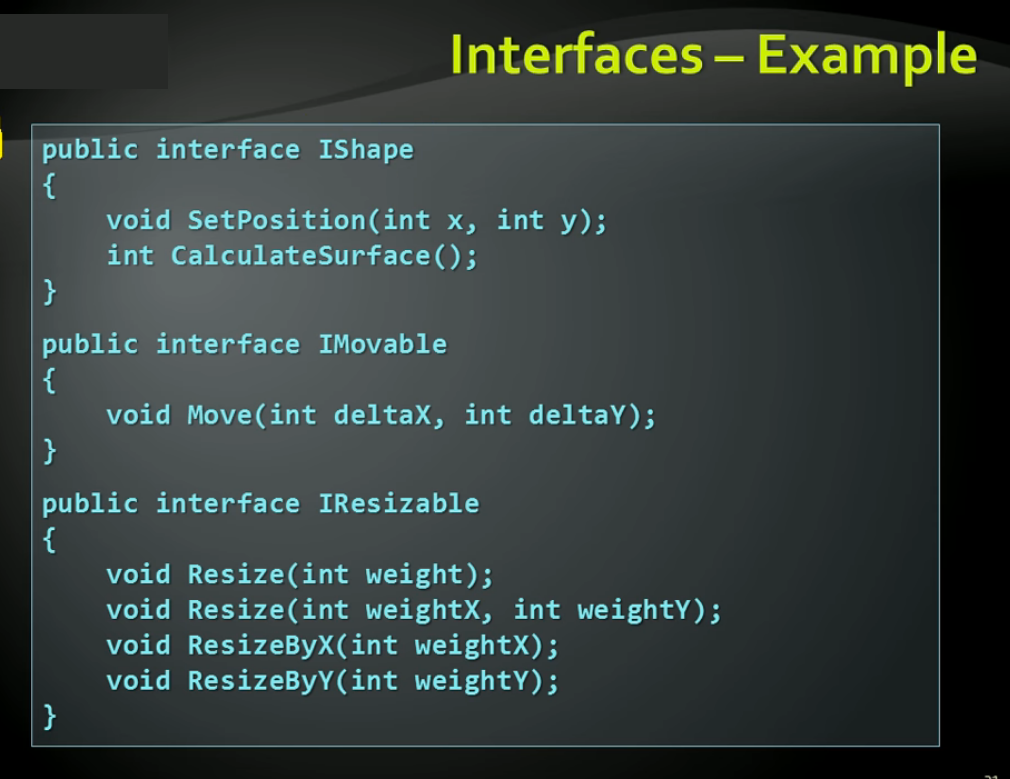 Interfaces – Example
public interface IShape
{
    void SetPosition(int x, int y);
    int CalculateSurface();
}
public interface IMovable
{
    void Move(int deltaX, int deltaY);
}
public interface IResizable
{
    void Resize(int weight);
    void Resize(int weightX, int weightY);
    void ResizeByX(int weightX);
    void ResizeByY(int weightY);
}